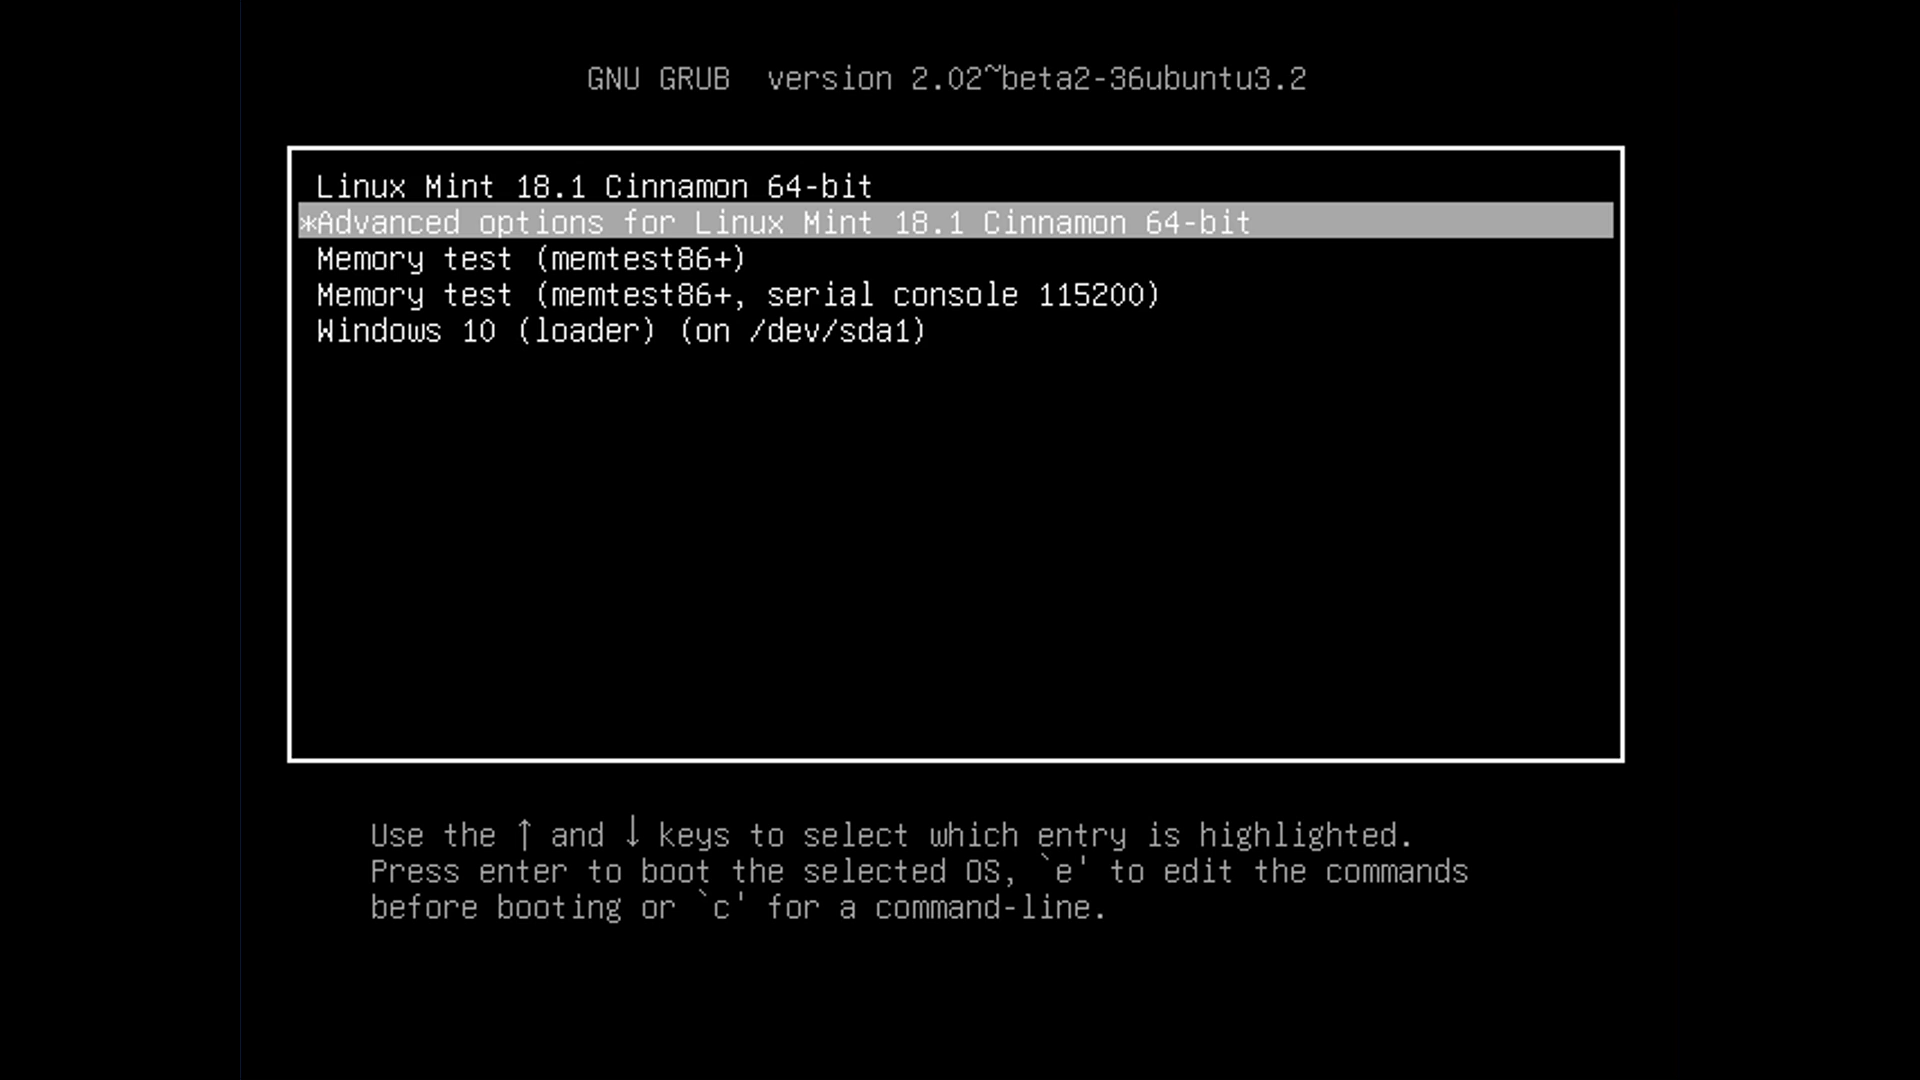 GNU GRUB  version 2.02~beta2-36ubuntu3.2
Linux Mint 18.1 Cinnamon 64-bit
*Advanced options for Linux Mint 18.1 Cinnamon 64-bit
Memory test (memtest86+)
Memory test (memtest86+, serial console 115200)
Windows 10 (loader) (on /dev/sda1)
Use the ↑ and ↓ keys to select which entry is highlighted.
Press enter to boot the selected OS, `e' to edit the commands
before booting or `c' for a command-line.